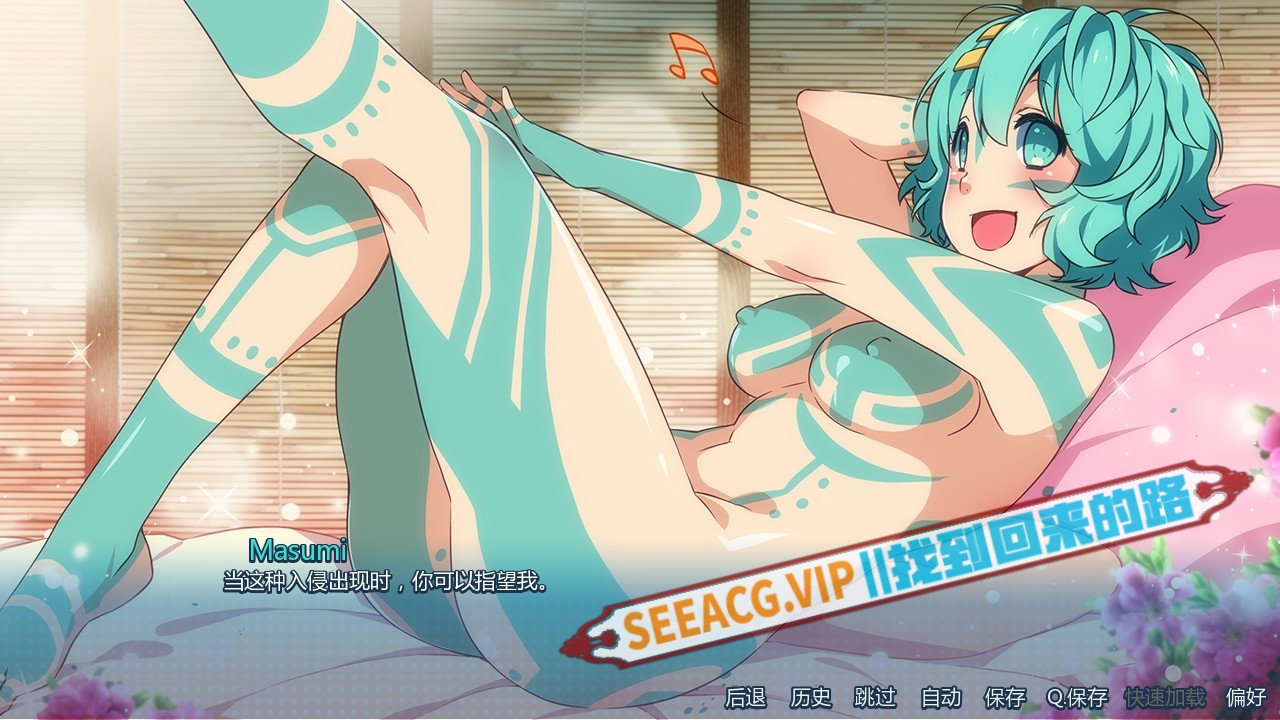 Masumi
当这种入侵出现时，你可以指望我。
SEEACG.VIP||找到回来的路
后退 历史 跳过 自动 保存 Q.保存 快速加载 偏好